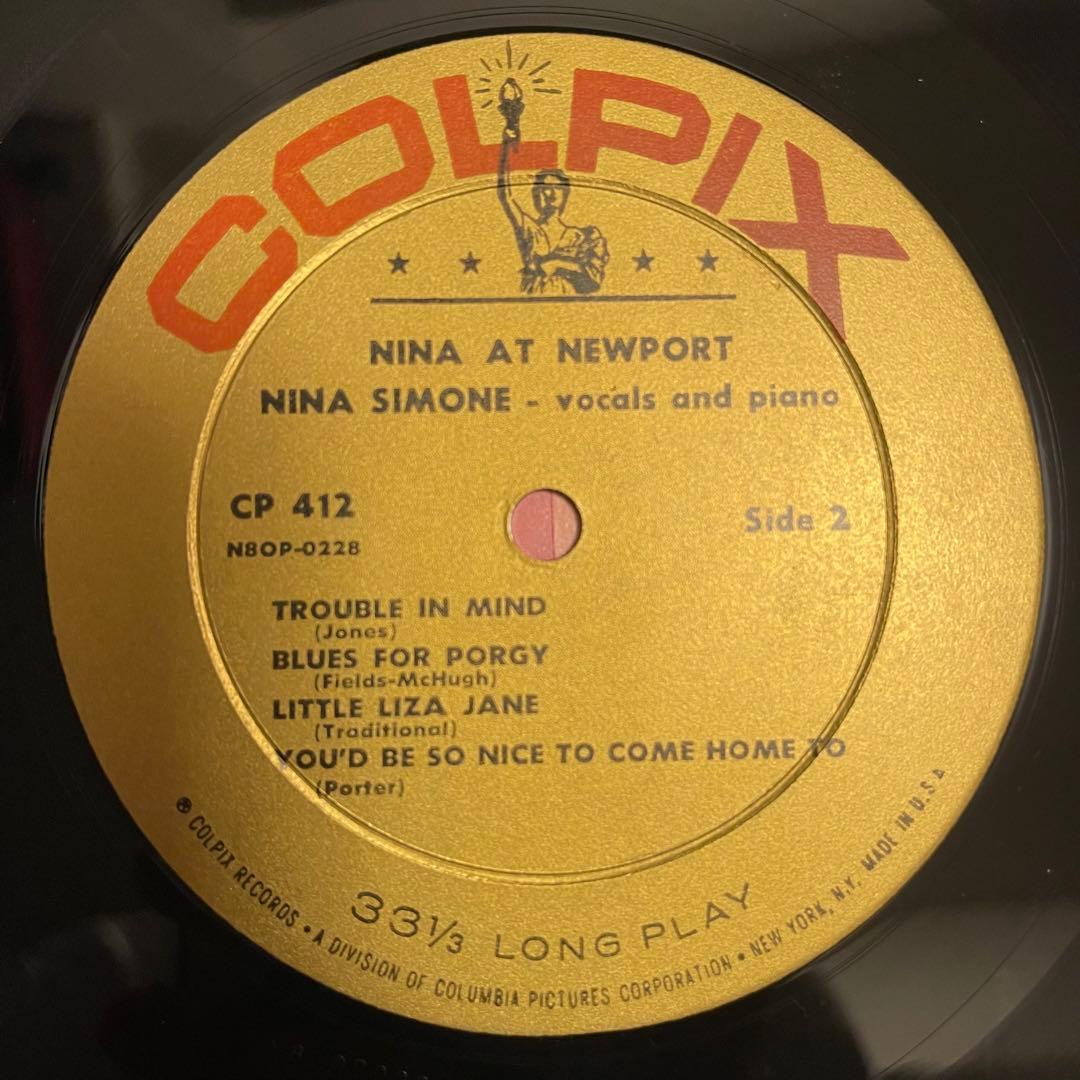 COLPIX
NINA AT NEWPORT
NINA SIMONE - vocals and piano
CP 412
Side 2
N8OP-0228
TROUBLE IN MIND
(Jones)
BLUES FOR PORGY
(Fields-McHugh)
LITTLE LIZA JANE
(Traditional)
YOU'D BE SO NICE TO COME HOME TO
(Porter)
33⅓ LONG PLAY
® COLPIX RECORDS • A DIVISION OF COLUMBIA PICTURES CORPORATION • NEW YORK, N.Y. MADE IN U.S.A